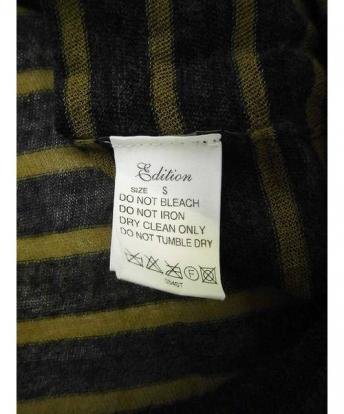 Edition
SIZE S
DO NOT BLEACH
DO NOT IRON
DRY CLEAN ONLY
DO NOT TUMBLE DRY